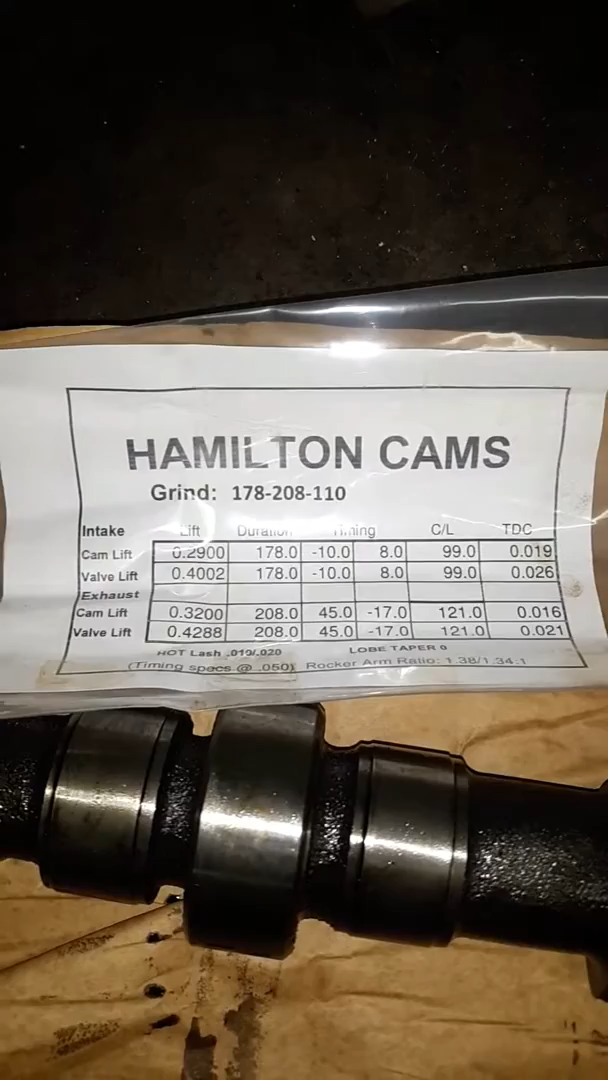 HAMILTON CAMS
Grind: 178-208-110
Intake Lift Duration Timing C/L TDC
Cam Lift 0.2900 178.0 -10.0 8.0 99.0 0.019
Valve Lift 0.4002 178.0 -10.0 8.0 99.0 0.026
Exhaust
Cam Lift 0.3200 208.0 45.0 -17.0 121.0 0.016
Valve Lift 0.4288 208.0 45.0 -17.0 121.0 0.021
HOT Lash .010/.020 LOBE TAPER 0
(Timing specs @ .050) Rocker Arm Ratio: 1.38/1.34:1